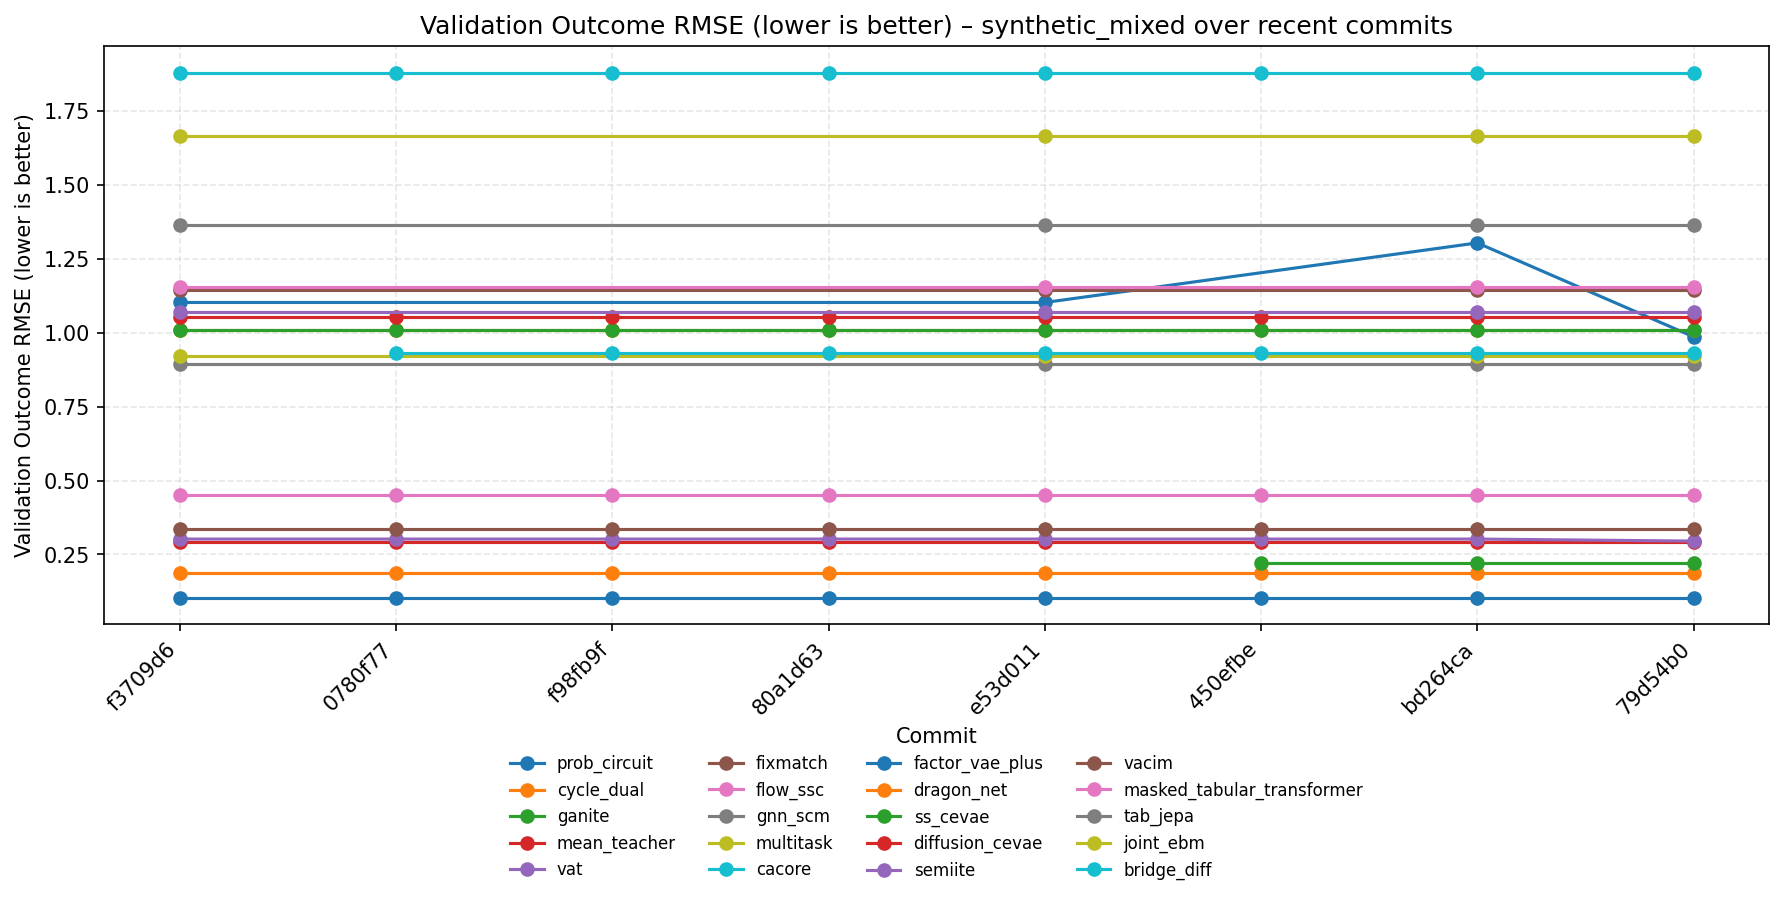 Validation Outcome RMSE (lower is better) – synthetic_mixed over recent commits
Validation Outcome RMSE (lower is better)
1.75
1.50
1.25
1.00
0.75
0.50
0.25
f3709d6
0780f77
f98fb9f
80a1d63
e53d011
450efbe
bd264ca
79d54b0
Commit
prob_circuit
cycle_dual
ganite
mean_teacher
vat
fixmatch
flow_ssc
gnn_scm
multitask
cacore
factor_vae_plus
dragon_net
ss_cevae
diffusion_cevae
semiite
vacim
masked_tabular_transformer
tab_jepa
joint_ebm
bridge_diff